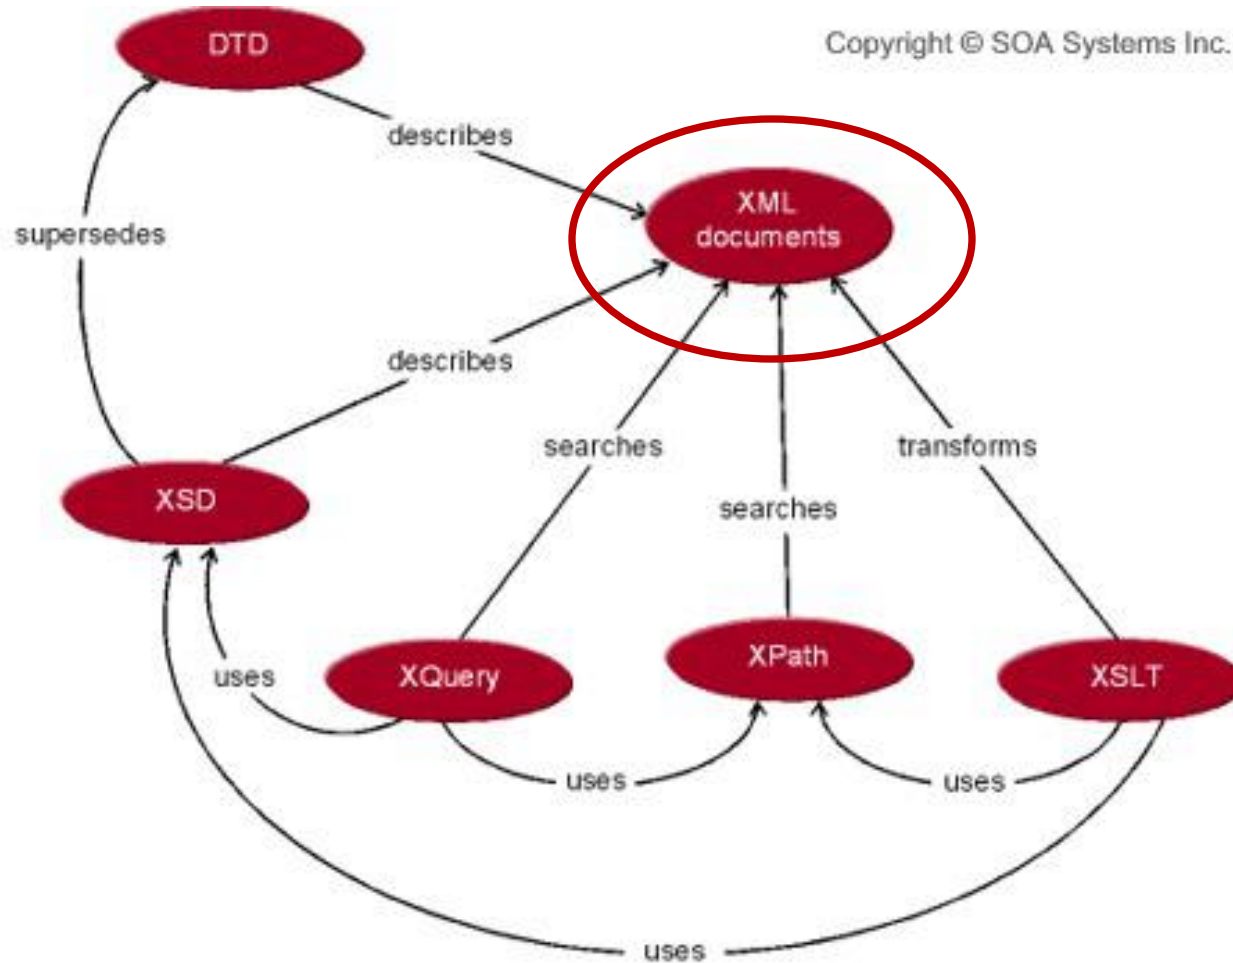 DTD
Copyright © SOA Systems Inc.
describes
XML
documents
supersedes
describes
searches
transforms
XSD
searches
XQuery
XPath
XSLT
uses
uses
uses
uses